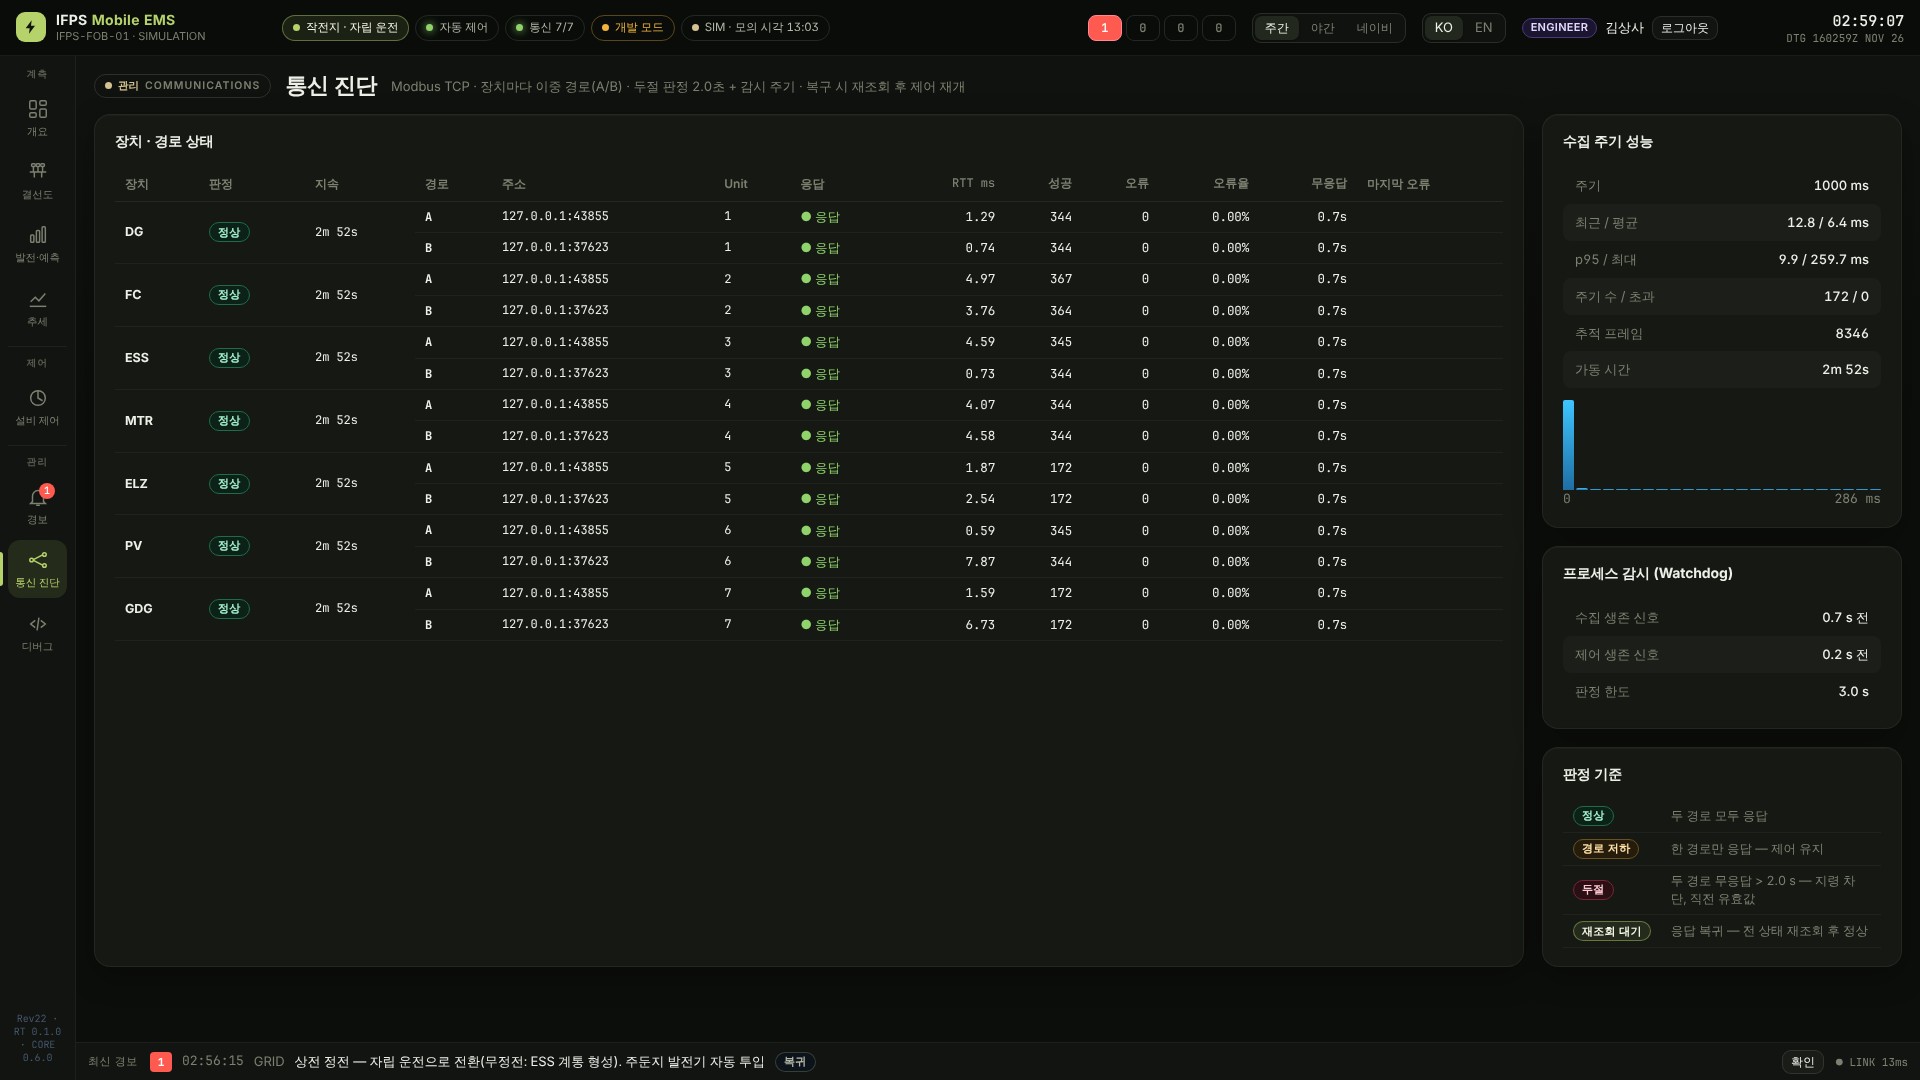 IFPS Mobile EMS
IFPS-FOB-01 · SIMULATION
작전지 · 자립 운전
자동 제어
통신 7/7
개발 모드
SIM · 모의 시각 13:03
1 0 0 0
주간 야간 네이비
KO EN
ENGINEER 김상사 로그아웃
02:59:07
DTG 160259Z NOV 26
계측
개요
결선도
발전·예측
추세
제어
설비 제어
관리
1
경보
통신 진단
디버그
Rev22 ·
RT 0.1.0
· CORE
0.6.0
관리 COMMUNICATIONS
통신 진단
Modbus TCP · 장치마다 이중 경로(A/B) · 두절 판정 2.0초 + 감시 주기 · 복구 시 재조회 후 제어 재개
장치 · 경로 상태
장치 판정 지속 경로 주소 Unit 응답 RTT ms 성공 오류 오류율 무응답 마지막 오류
DG 정상 2m 52s
A 127.0.0.1:43855 1 응답 1.29 344 0 0.00% 0.7s
B 127.0.0.1:37623 1 응답 0.74 344 0 0.00% 0.7s
FC 정상 2m 52s
A 127.0.0.1:43855 2 응답 4.97 367 0 0.00% 0.7s
B 127.0.0.1:37623 2 응답 3.76 364 0 0.00% 0.7s
ESS 정상 2m 52s
A 127.0.0.1:43855 3 응답 4.59 345 0 0.00% 0.7s
B 127.0.0.1:37623 3 응답 0.73 344 0 0.00% 0.7s
MTR 정상 2m 52s
A 127.0.0.1:43855 4 응답 4.07 344 0 0.00% 0.7s
B 127.0.0.1:37623 4 응답 4.58 344 0 0.00% 0.7s
ELZ 정상 2m 52s
A 127.0.0.1:43855 5 응답 1.87 172 0 0.00% 0.7s
B 127.0.0.1:37623 5 응답 2.54 172 0 0.00% 0.7s
PV 정상 2m 52s
A 127.0.0.1:43855 6 응답 0.59 345 0 0.00% 0.7s
B 127.0.0.1:37623 6 응답 7.87 344 0 0.00% 0.7s
GDG 정상 2m 52s
A 127.0.0.1:43855 7 응답 1.59 172 0 0.00% 0.7s
B 127.0.0.1:37623 7 응답 6.73 172 0 0.00% 0.7s
수집 주기 성능
주기 1000 ms
최근 / 평균 12.8 / 6.4 ms
p95 / 최대 9.9 / 259.7 ms
주기 수 / 초과 172 / 0
추적 프레임 8346
가동 시간 2m 52s
0 286 ms
프로세스 감시 (Watchdog)
수집 생존 신호 0.7 s 전
제어 생존 신호 0.2 s 전
판정 한도 3.0 s
판정 기준
정상 두 경로 모두 응답
경로 저하 한 경로만 응답 — 제어 유지
두절 두 경로 무응답 > 2.0 s — 지령 차
단, 직전 유효값
재조회 대기 응답 복귀 — 전 상태 재조회 후 정상
최신 경보 1 02:56:15 GRID 상전 정전 — 자립 운전으로 전환(무정전: ESS 계통 형성). 주둔지 발전기 자동 투입 복귀
확인 LINK 13ms